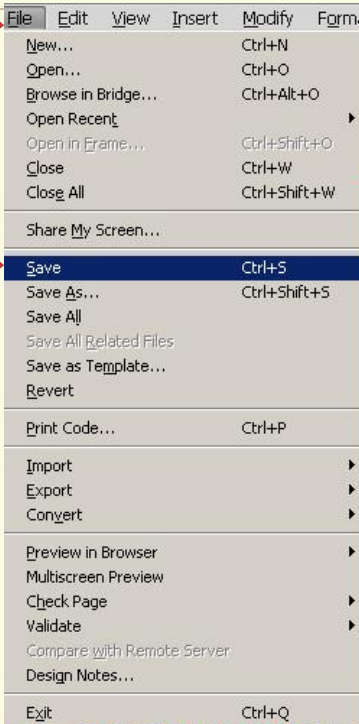 File Edit View Insert Modify Form
New... Ctrl+N
Open... Ctrl+O
Browse in Bridge... Ctrl+Alt+O
Open Recent
Open in Frame... Ctrl+Shift+O
Close Ctrl+W
Close All Ctrl+Shift+W
Share My Screen...
Save Ctrl+S
Save As... Ctrl+Shift+S
Save All
Save All Related Files
Save as Template...
Revert
Print Code... Ctrl+P
Import
Export
Convert
Preview in Browser
Multiscreen Preview
Check Page
Validate
Compare with Remote Server
Design Notes...
Exit Ctrl+Q